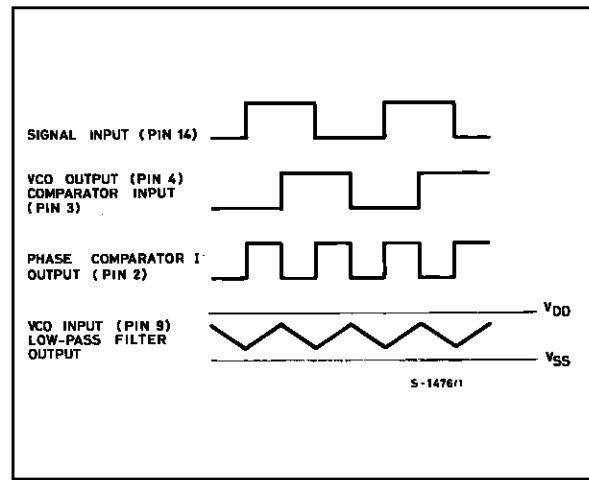 SIGNAL INPUT (PIN 14)
VCO OUTPUT (PIN 4)
COMPARATOR INPUT
(PIN 3)
PHASE COMPARATOR I
OUTPUT (PIN 2)
VDD
VCO INPUT (PIN 9)
LOW-PASS FILTER
OUTPUT
VSS
S-1476/1